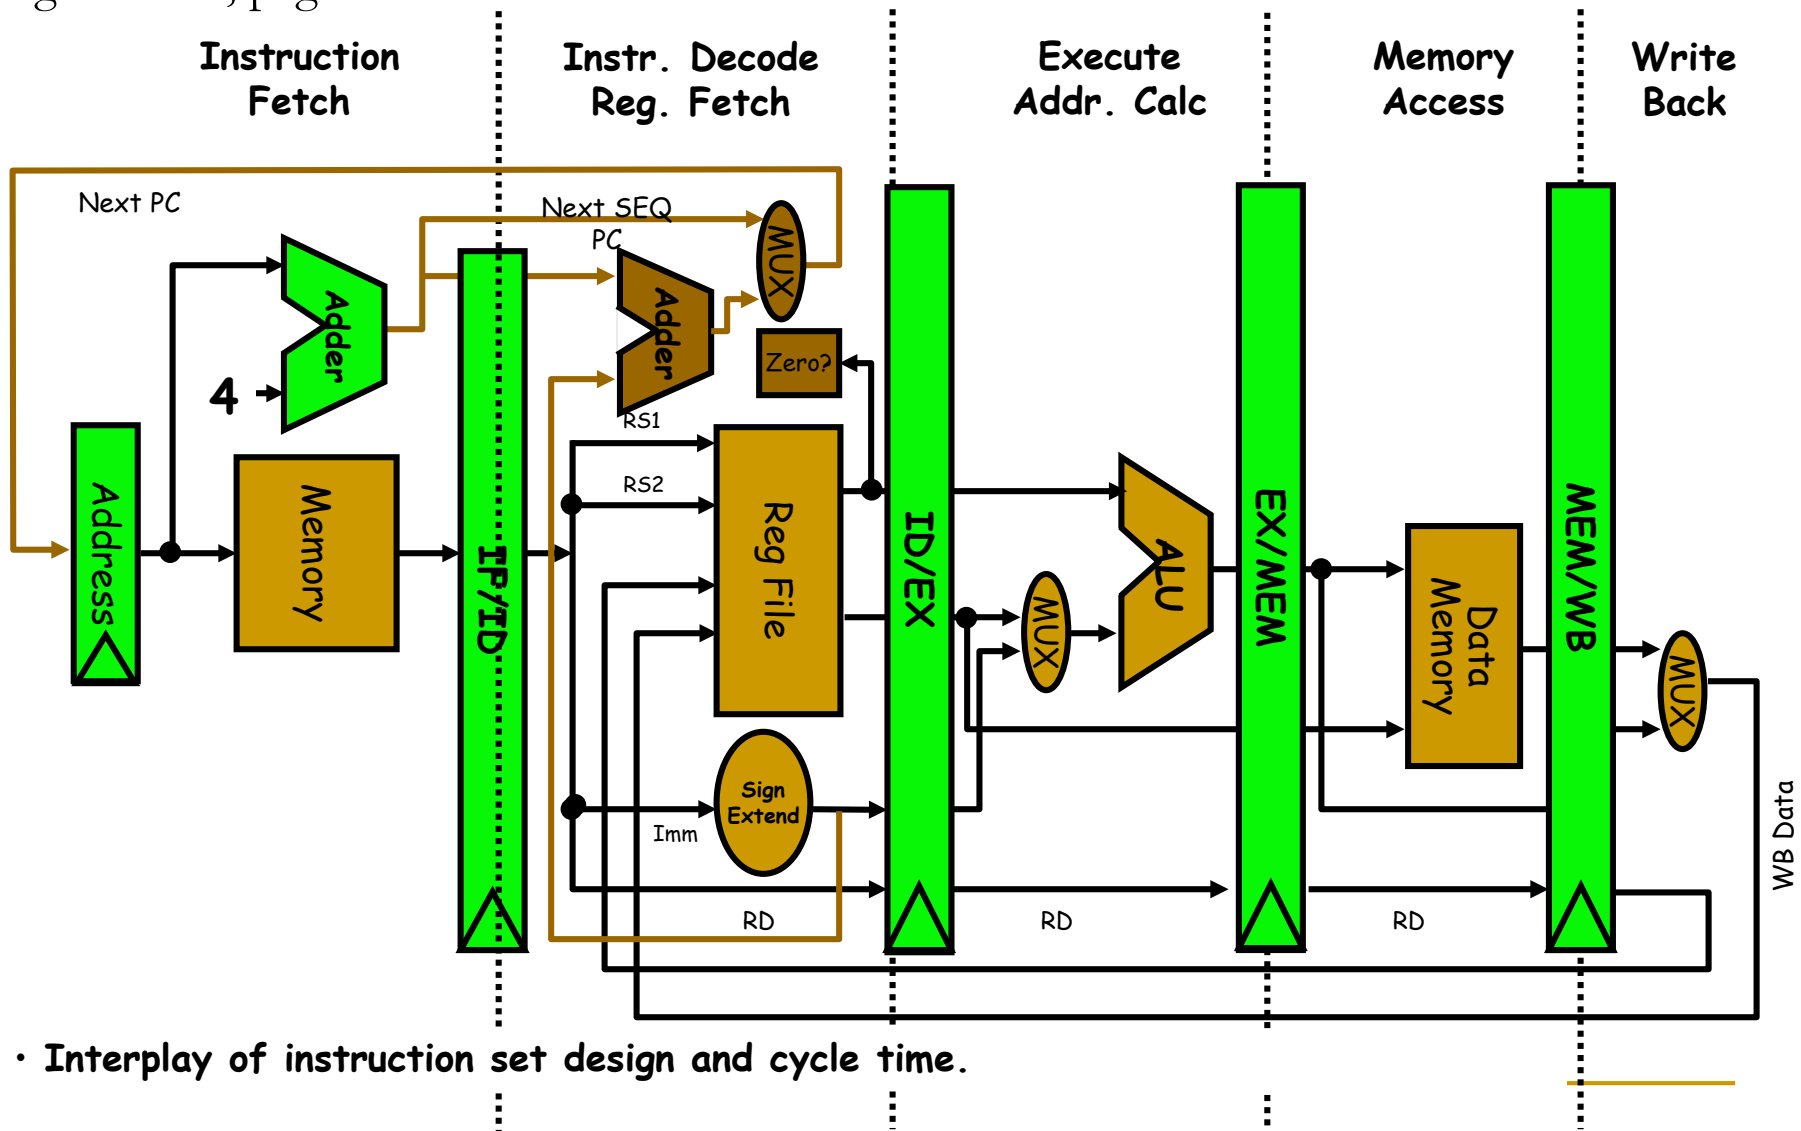 Instruction
Fetch
Instr. Decode
Reg. Fetch
Execute
Addr. Calc
Memory
Access
Write
Back
Next PC
Next SEQ
PC
MUX
Adder
Adder
Zero?
4
RS1
RS2
Address
Memory
IF/ID
Reg File
ID/EX
MUX
ALU
EX/MEM
Data
Memory
MEM/WB
MUX
Sign
Extend
Imm
WB Data
RD
RD
RD
• Interplay of instruction set design and cycle time.